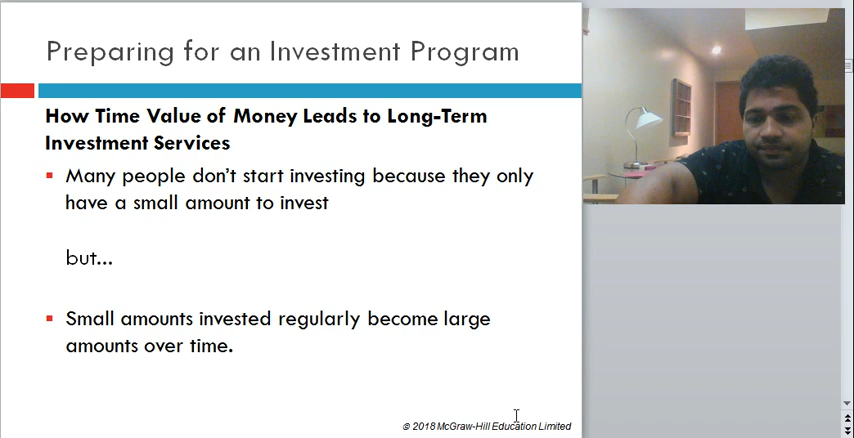 Preparing for an Investment Program
How Time Value of Money Leads to Long-Term
Investment Services
▪ Many people don't start investing because they only
have a small amount to invest
but...
▪ Small amounts invested regularly become large
amounts over time.
© 2018 McGraw-Hill Education Limited